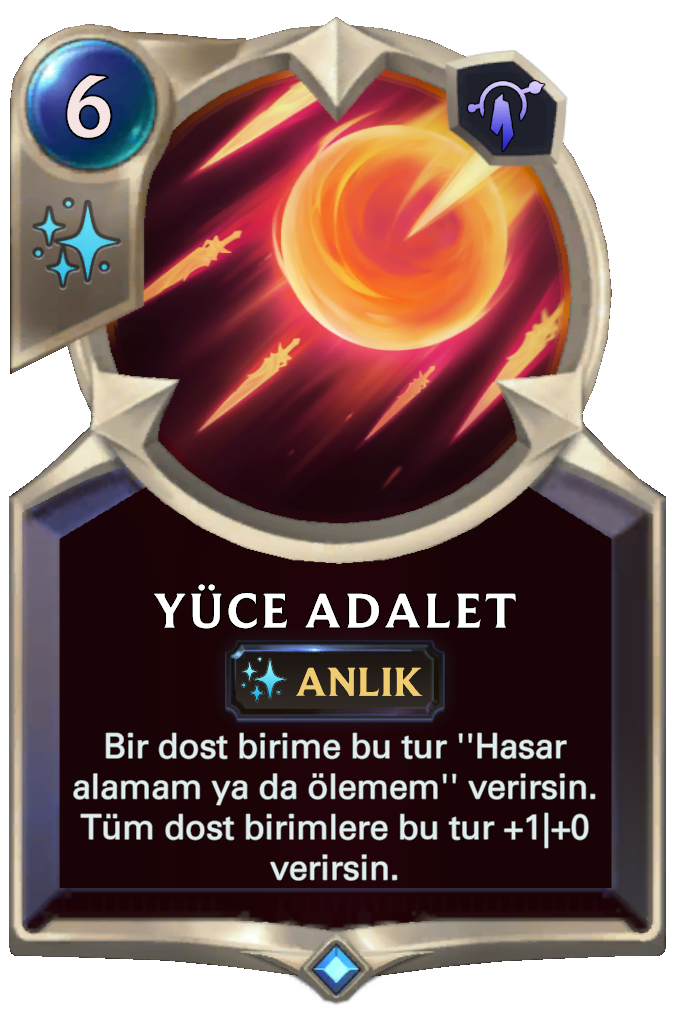 6
YÜCE ADALET
ANLIK
Bir dost birime bu tur ''Hasar
alamam ya da ölemem'' verirsin.
Tüm dost birimlere bu tur +1|+0
verirsin.